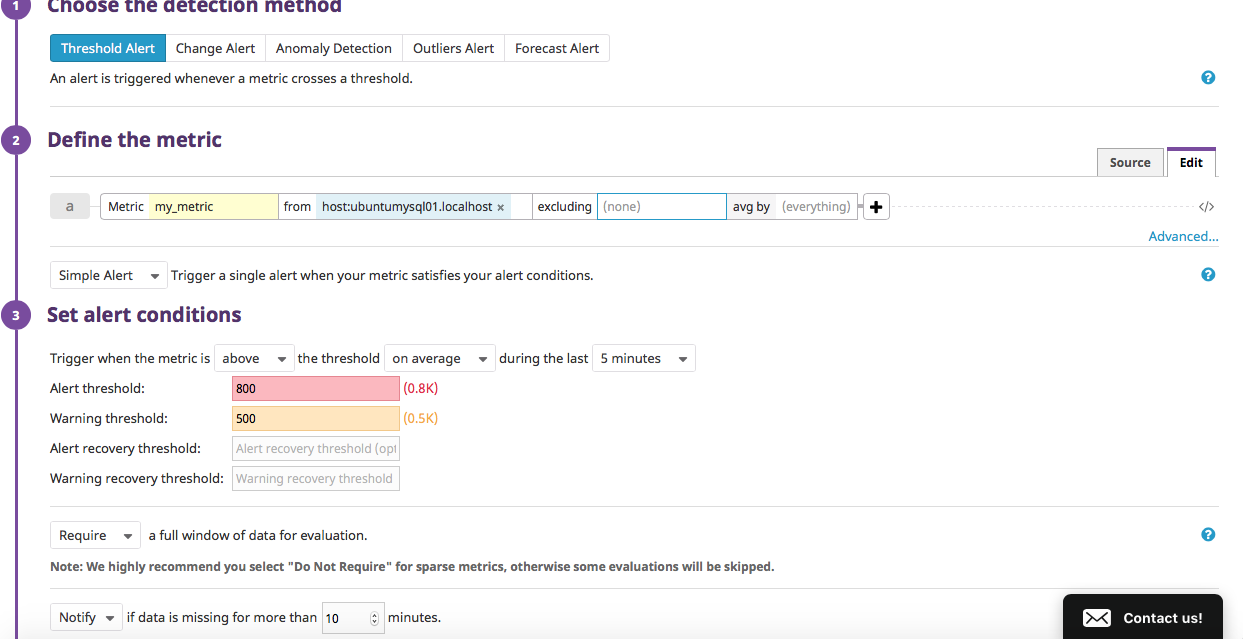 1 Choose the detection method
Threshold Alert Change Alert Anomaly Detection Outliers Alert Forecast Alert
An alert is triggered whenever a metric crosses a threshold. ?
2 Define the metric
Source Edit
a Metric my_metric from host:ubuntumysql01.localhost × excluding (none) avg by (everything) + </>
Advanced...
Simple Alert Trigger a single alert when your metric satisfies your alert conditions. ?
3 Set alert conditions
Trigger when the metric is above the threshold on average during the last 5 minutes
Alert threshold: 800 (0.8K)
Warning threshold: 500 (0.5K)
Alert recovery threshold: Alert recovery threshold (opt
Warning recovery threshold: Warning recovery threshold
Require a full window of data for evaluation. ?
Note: We highly recommend you select "Do Not Require" for sparse metrics, otherwise some evaluations will be skipped.
Notify if data is missing for more than 10 minutes.
Contact us!